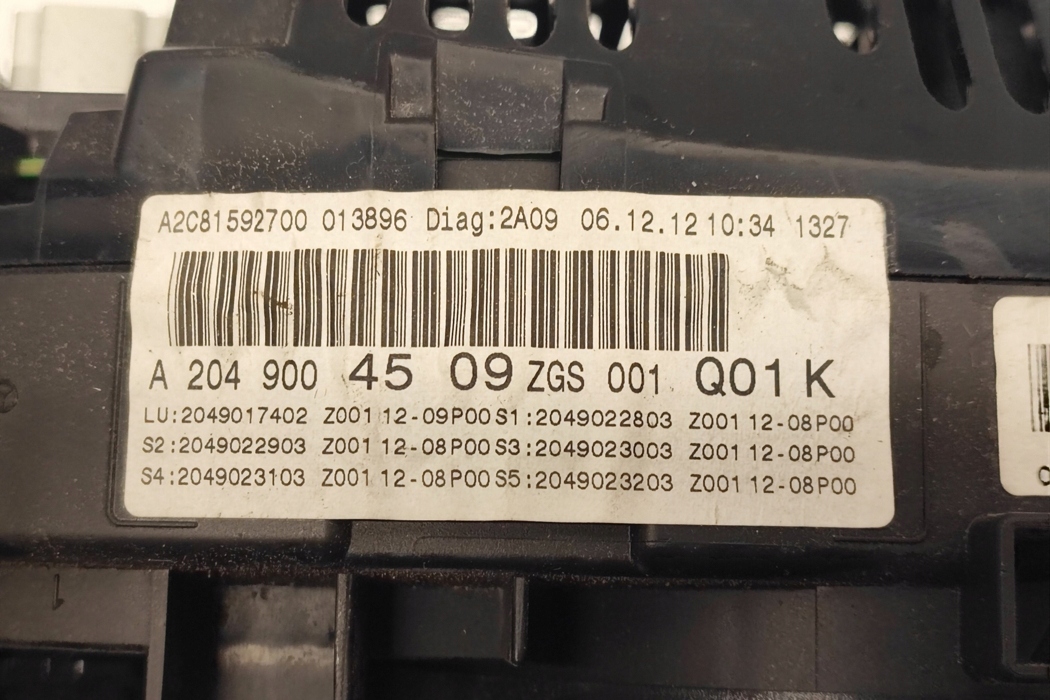 A2C81592700 013896 Diag:2A09 06.12.12 10:34 1327
A 204 900 45 09 ZGS 001 Q01 K
LU:2049017402 Z001 12-09P00 S1:2049022803 Z001 12-08P00
S2:2049022903 Z001 12-08P00 S3:2049023003 Z001 12-08P00
S4:2049023103 Z001 12-08P00 S5:2049023203 Z001 12-08P00